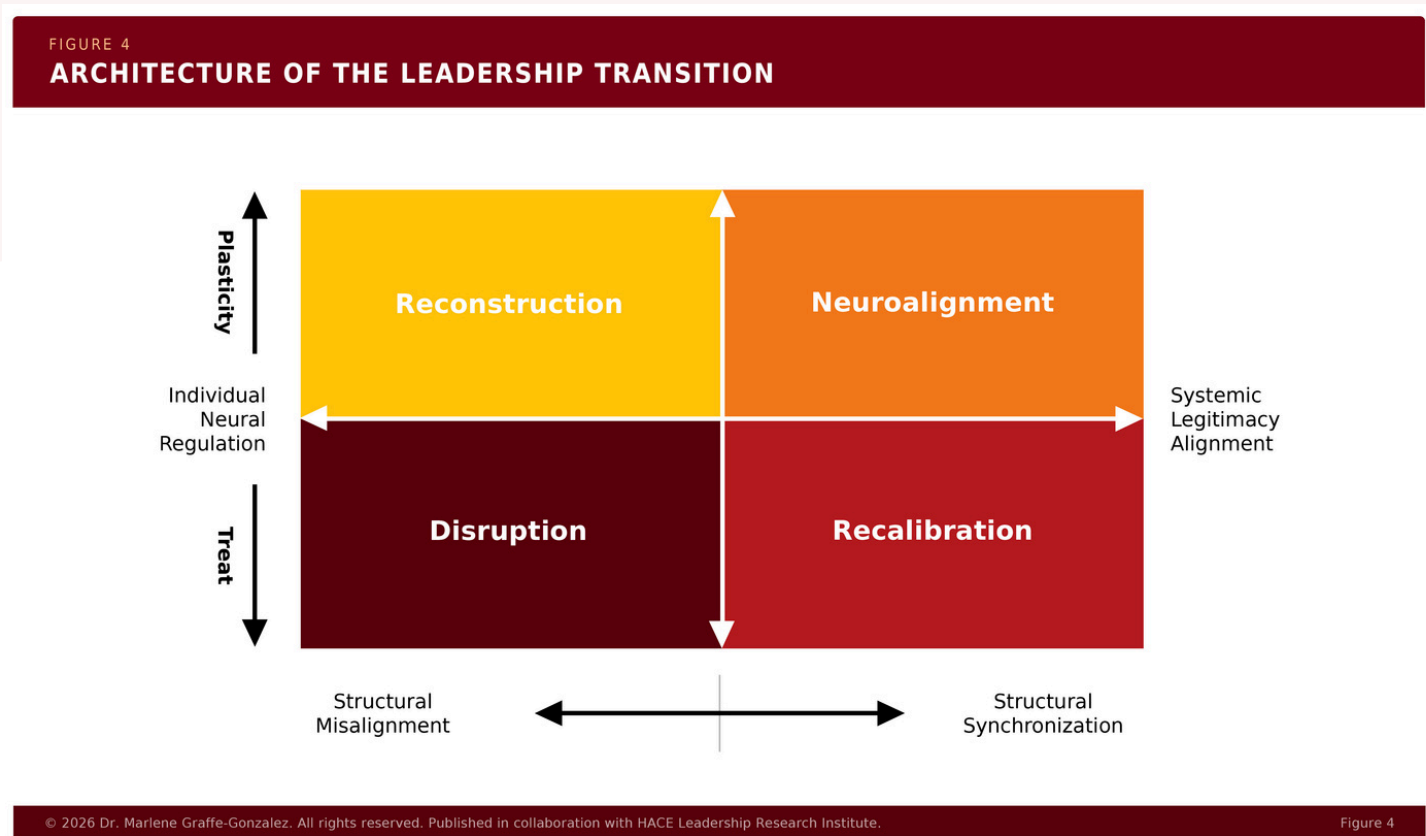 FIGURE 4
ARCHITECTURE OF THE LEADERSHIP TRANSITION
Plasticity
Reconstruction
Neuroalignment
Individual
Neural
Regulation
Systemic
Legitimacy
Alignment
Treat
Disruption
Recalibration
Structural
Misalignment
Structural
Synchronization
© 2026 Dr. Marlene Graffe-Gonzalez. All rights reserved. Published in collaboration with HACE Leadership Research Institute.
Figure 4